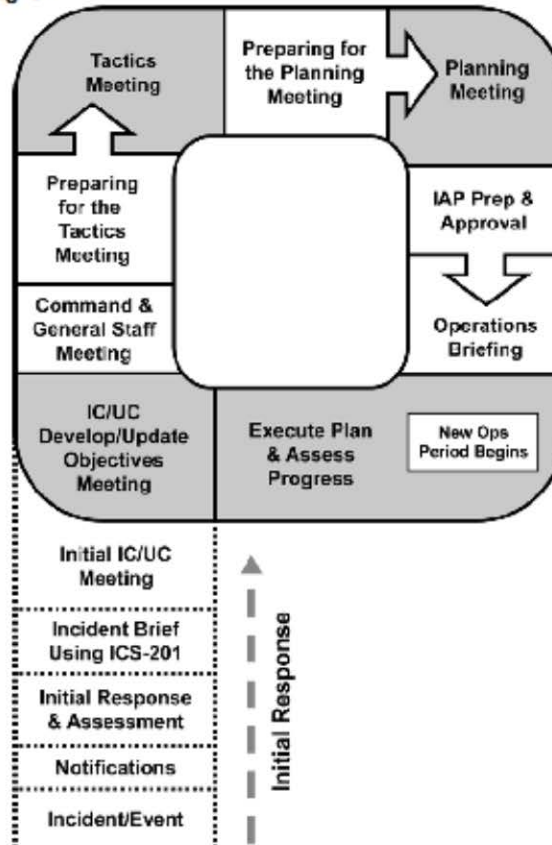 Tactics
Meeting
Preparing for
the Planning
Meeting
Planning
Meeting
Preparing
for the
Tactics
Meeting
IAP Prep &
Approval
Command &
General Staff
Meeting
Operations
Briefing
IC/UC
Develop/Update
Objectives
Meeting
Execute Plan
& Assess
Progress
New Ops
Period Begins
Initial IC/UC
Meeting
Incident Brief
Using ICS-201
Initial Response
& Assessment
Notifications
Incident/Event
Initial Response